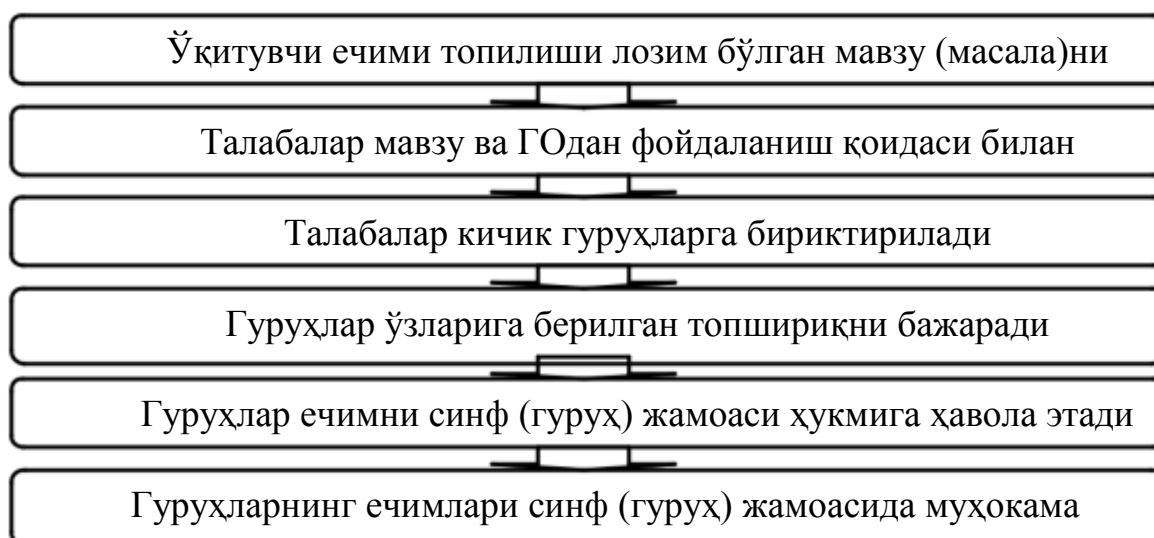 Ўқитувчи ечими топилиши лозим бўлган мавзу (масала)ни
Талабалар мавзу ва ГОдан фойдаланиш қоидаси билан
Талабалар кичик гуруҳларга бириктирилади
Гуруҳлар ўзларига берилган топшириқни бажаради
Гуруҳлар ечимни синф (гуруҳ) жамоаси ҳукмига ҳавола этади
Гуруҳларнинг ечимлари синф (гуруҳ) жамоасида муҳокама